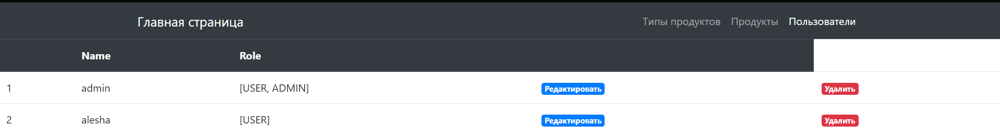 Главная страница Типы продуктов Продукты Пользователи
Name Role
1 admin [USER, ADMIN] Редактировать Удалить
2 alesha [USER] Редактировать Удалить